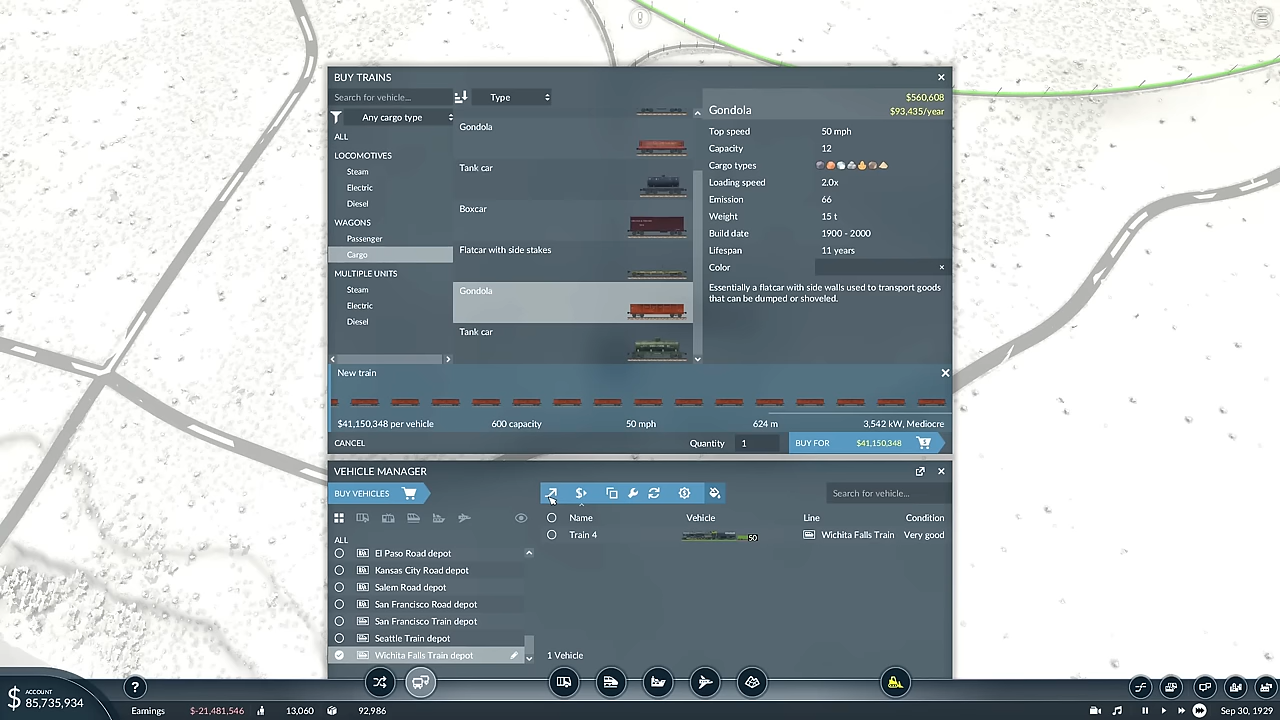 BUY TRAINS
Search for vehicle...
Type
Any cargo type
ALL
LOCOMOTIVES
Steam
Electric
Diesel
WAGONS
Passenger
Cargo
MULTIPLE UNITS
Steam
Electric
Diesel
Gondola
Tank car
Boxcar
Flatcar with side stakes
Gondola
Tank car
Gondola
$560,608
$93,435/year
Top speed 50 mph
Capacity 12
Cargo types
Loading speed 2.0x
Emission 66
Weight 15 t
Build date 1900 - 2000
Lifespan 11 years
Color
Essentially a flatcar with side walls used to transport goods
that can be dumped or shoveled.
New train
$41,150,348 per vehicle 600 capacity 50 mph 624 m 3,542 kW, Mediocre
CANCEL Quantity 1 BUY FOR $41,150,348
VEHICLE MANAGER
BUY VEHICLES
Search for vehicle...
ALL
El Paso Road depot
Kansas City Road depot
Salem Road depot
San Francisco Road depot
San Francisco Train depot
Seattle Train depot
Wichita Falls Train depot
Name Vehicle Line Condition
Train 4 50 Wichita Falls Train Very good
1 Vehicle
$ ACCOUNT
85,735,934
?
Earnings $-21,481,546 13,060 92,986
Sep 30, 1929